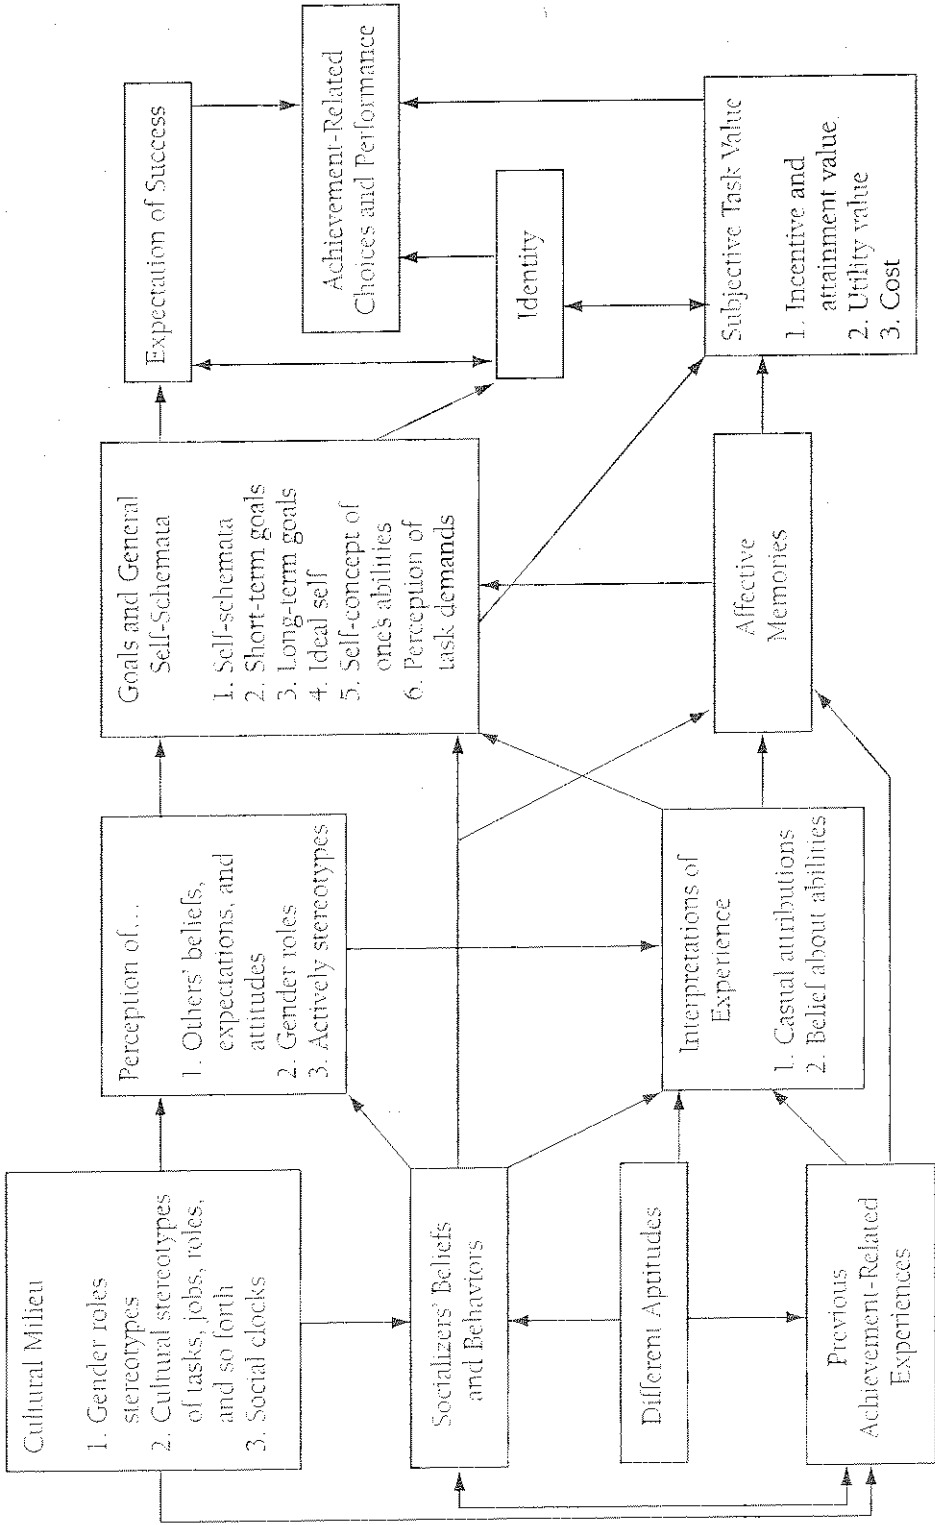 Cultural Milieu
1. Gender roles
stereotypes
2. Cultural stereotypes
of tasks, jobs, roles,
and so forth
3. Social clocks
Socializers' Beliefs
and Behaviors
Different Aptitudes
Previous
Achievement-Related
Experiences
Perception of...
1. Others' beliefs,
expectations, and
attitudes
2. Gender roles
3. Actively stereotypes
Interpretations of
Experience
1. Casual attributions
2. Belief about abilities
Goals and General
Self-Schemata
1. Self-schemata
2. Short-term goals
3. Long-term goals
4. Ideal self
5. Self-concept of
one's abilities
6. Perception of
task demands
Affective
Memories
Expectation of Success
Achievement-Related
Choices and Performance
Identity
Subjective Task Value
1. Incentive and
attainment value
2. Utility value
3. Cost